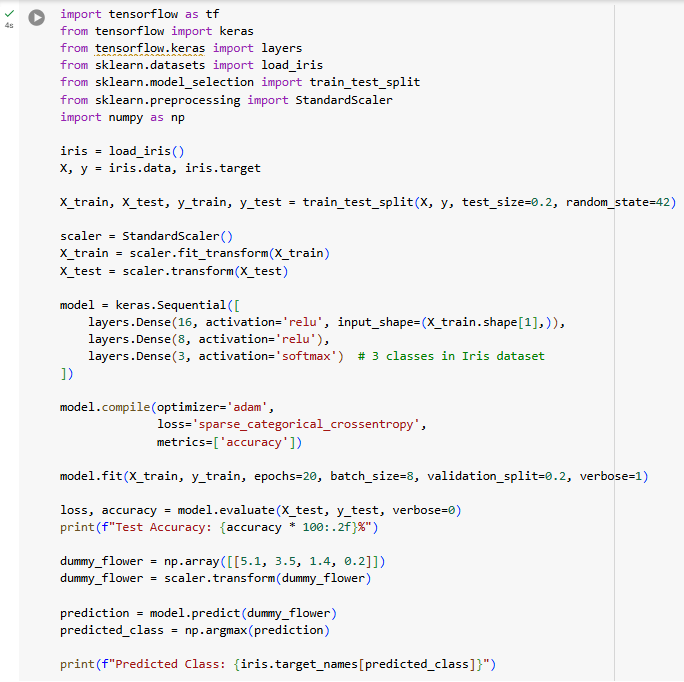 4s
import tensorflow as tf
from tensorflow import keras
from tensorflow.keras import layers
from sklearn.datasets import load_iris
from sklearn.model_selection import train_test_split
from sklearn.preprocessing import StandardScaler
import numpy as np

iris = load_iris()
X, y = iris.data, iris.target

X_train, X_test, y_train, y_test = train_test_split(X, y, test_size=0.2, random_state=42)

scaler = StandardScaler()
X_train = scaler.fit_transform(X_train)
X_test = scaler.transform(X_test)

model = keras.Sequential([
    layers.Dense(16, activation='relu', input_shape=(X_train.shape[1],)),
    layers.Dense(8, activation='relu'),
    layers.Dense(3, activation='softmax')  # 3 classes in Iris dataset
])

model.compile(optimizer='adam',
              loss='sparse_categorical_crossentropy',
              metrics=['accuracy'])

model.fit(X_train, y_train, epochs=20, batch_size=8, validation_split=0.2, verbose=1)

loss, accuracy = model.evaluate(X_test, y_test, verbose=0)
print(f"Test Accuracy: {accuracy * 100:.2f}%")

dummy_flower = np.array([[5.1, 3.5, 1.4, 0.2]])
dummy_flower = scaler.transform(dummy_flower)

prediction = model.predict(dummy_flower)
predicted_class = np.argmax(prediction)

print(f"Predicted Class: {iris.target_names[predicted_class]}")